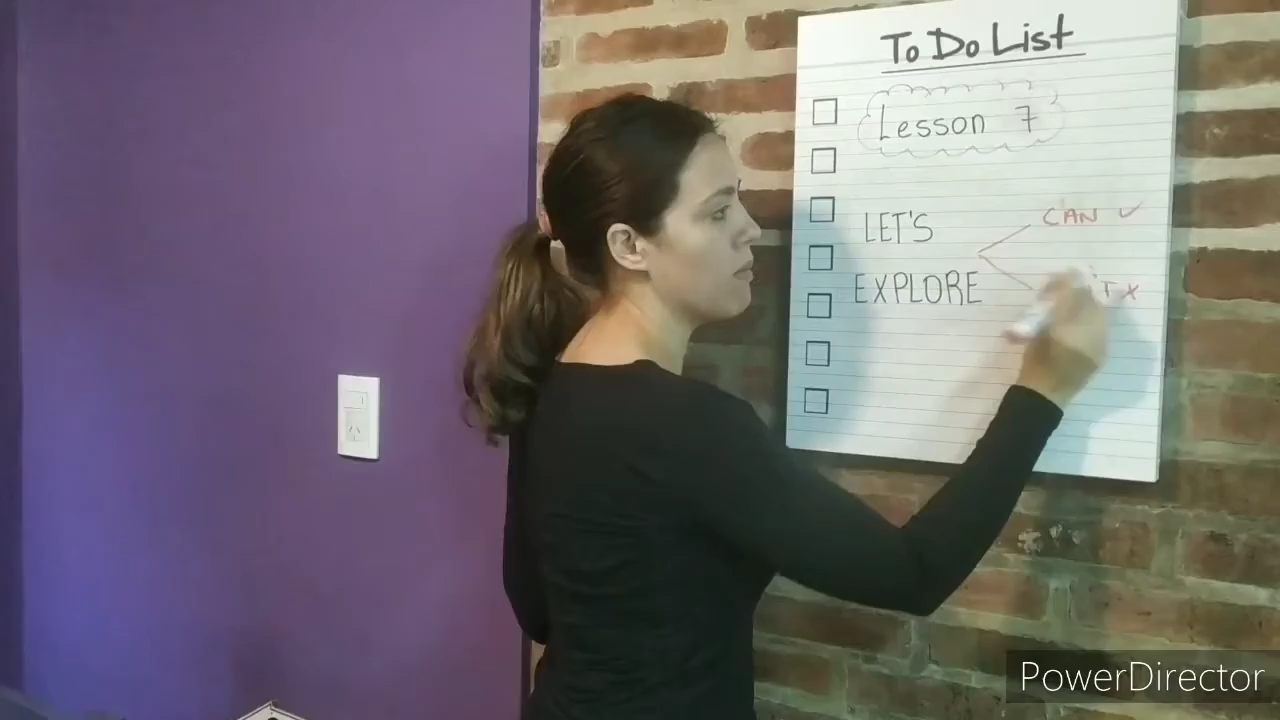 To Do List
Lesson 7
LET'S
CAN ✓
EXPLORE
PowerDirector